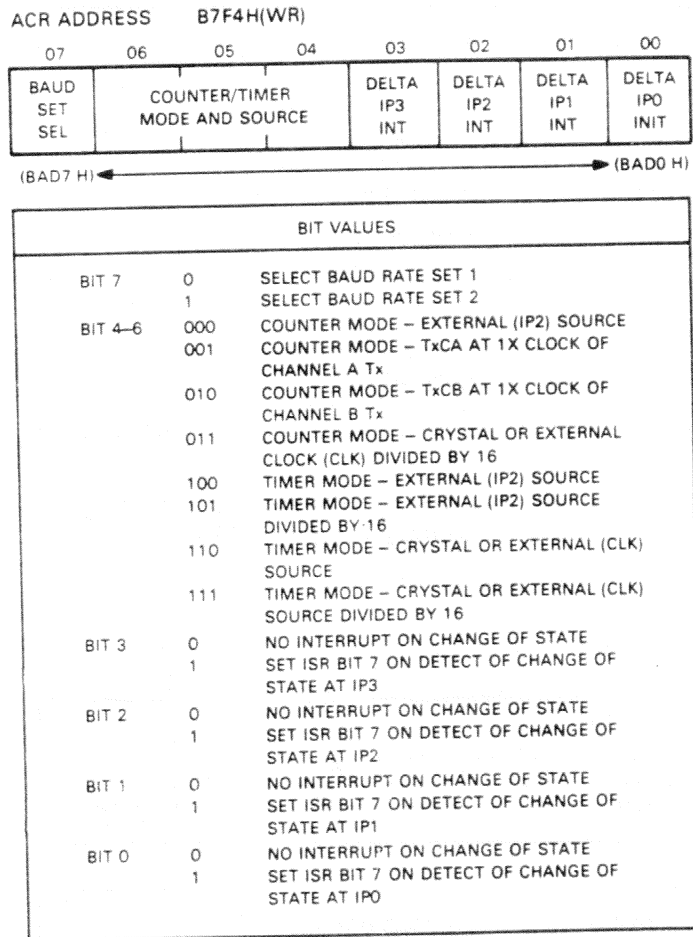 ACR ADDRESS B7F4H(WR)
07 06 05 04 03 02 01 00
BAUD SET SEL
COUNTER/TIMER MODE AND SOURCE
DELTA IP3 INT
DELTA IP2 INT
DELTA IP1 INT
DELTA IP0 INIT
(BAD7 H) (BAD0 H)
BIT VALUES
BIT 7 0 SELECT BAUD RATE SET 1
1 SELECT BAUD RATE SET 2
BIT 4–6 000 COUNTER MODE – EXTERNAL (IP2) SOURCE
001 COUNTER MODE – TxCA AT 1X CLOCK OF
CHANNEL A Tx
010 COUNTER MODE – TxCB AT 1X CLOCK OF
CHANNEL B Tx
011 COUNTER MODE – CRYSTAL OR EXTERNAL
CLOCK (CLK) DIVIDED BY 16
100 TIMER MODE – EXTERNAL (IP2) SOURCE
101 TIMER MODE – EXTERNAL (IP2) SOURCE
DIVIDED BY 16
110 TIMER MODE – CRYSTAL OR EXTERNAL (CLK)
SOURCE
111 TIMER MODE – CRYSTAL OR EXTERNAL (CLK)
SOURCE DIVIDED BY 16
BIT 3 0 NO INTERRUPT ON CHANGE OF STATE
1 SET ISR BIT 7 ON DETECT OF CHANGE OF
STATE AT IP3
BIT 2 0 NO INTERRUPT ON CHANGE OF STATE
1 SET ISR BIT 7 ON DETECT OF CHANGE OF
STATE AT IP2
BIT 1 0 NO INTERRUPT ON CHANGE OF STATE
1 SET ISR BIT 7 ON DETECT OF CHANGE OF
STATE AT IP1
BIT 0 0 NO INTERRUPT ON CHANGE OF STATE
1 SET ISR BIT 7 ON DETECT OF CHANGE OF
STATE AT IP0